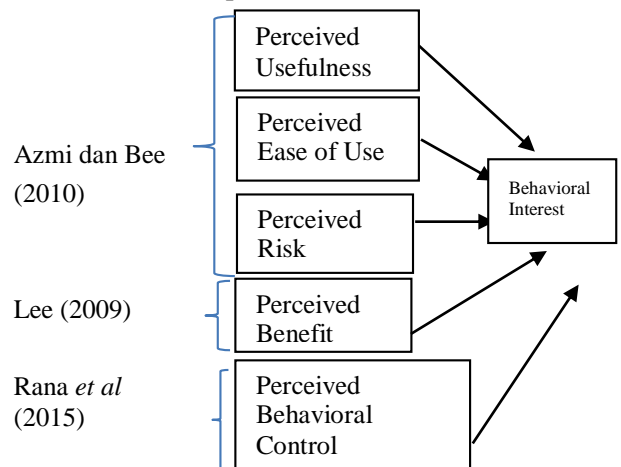 Perceived
Usefulness
Perceived
Ease of Use
Azmi dan Bee
(2010)
Behavioral
Interest
Perceived
Risk
Lee (2009)
Perceived
Benefit
Rana et al
(2015)
Perceived
Behavioral
Control